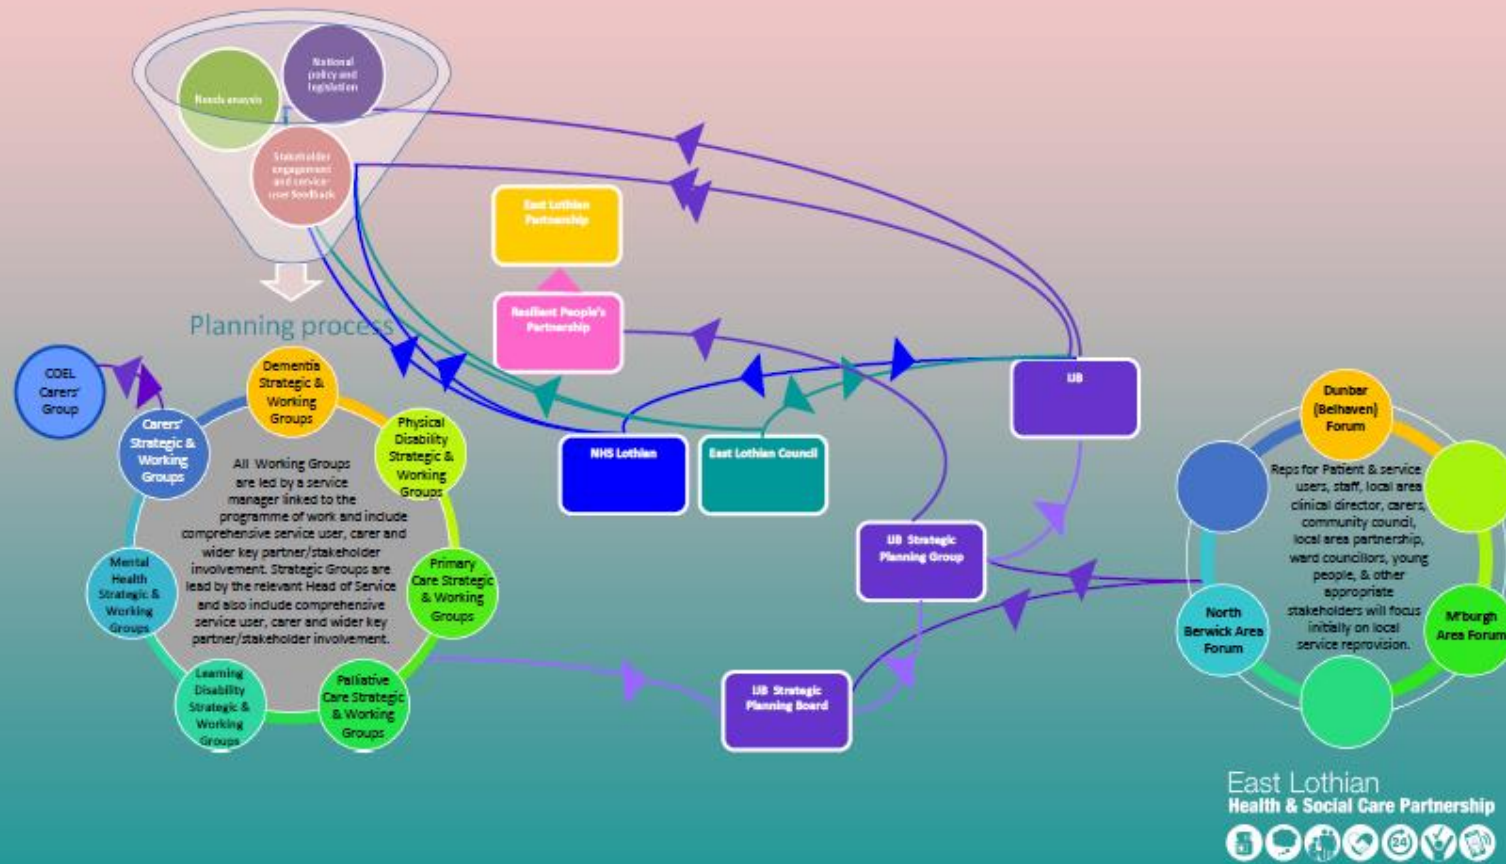 National
policy and
legislation
Needs anaysis
Stakeholder
engagement
and service-
user feedback
Planning process
East Lothian
Partnership
Resilient People's
Partnership
COEL
Carers'
Group
Dementia
Strategic &
Working
Groups
Carers'
Strategic &
Working
Groups
Physical
Disability
Strategic &
Working
Groups
Mental
Health
Strategic &
Working
Groups
Primary
Care Strategic
& Working
Groups
Learning
Disability
Strategic &
Working
Groups
Palliative
Care Strategic
& Working
Groups
All Working Groups
are led by a service
manager linked to the
programme of work and include
comprehensive service user, carer and
wider key partner/stakeholder
involvement. Strategic Groups are
lead by the relevant Head of Service
and also include comprehensive
service user, carer and wider key
partner/stakeholder involvement.
NHS Lothian
East Lothian Council
IJB
IJB Strategic
Planning Group
IJB Strategic
Planning Board
Dunbar
(Belhaven)
Forum
Reps for Patient & service
users, staff, local area
clinical director, carers,
community council,
local area partnership,
ward councillors, young
people, & other
appropriate
stakeholders will focus
initially on local
service reprovision.
North
Berwick Area
Forum
M'burgh
Area Forum
East Lothian
Health & Social Care Partnership
24